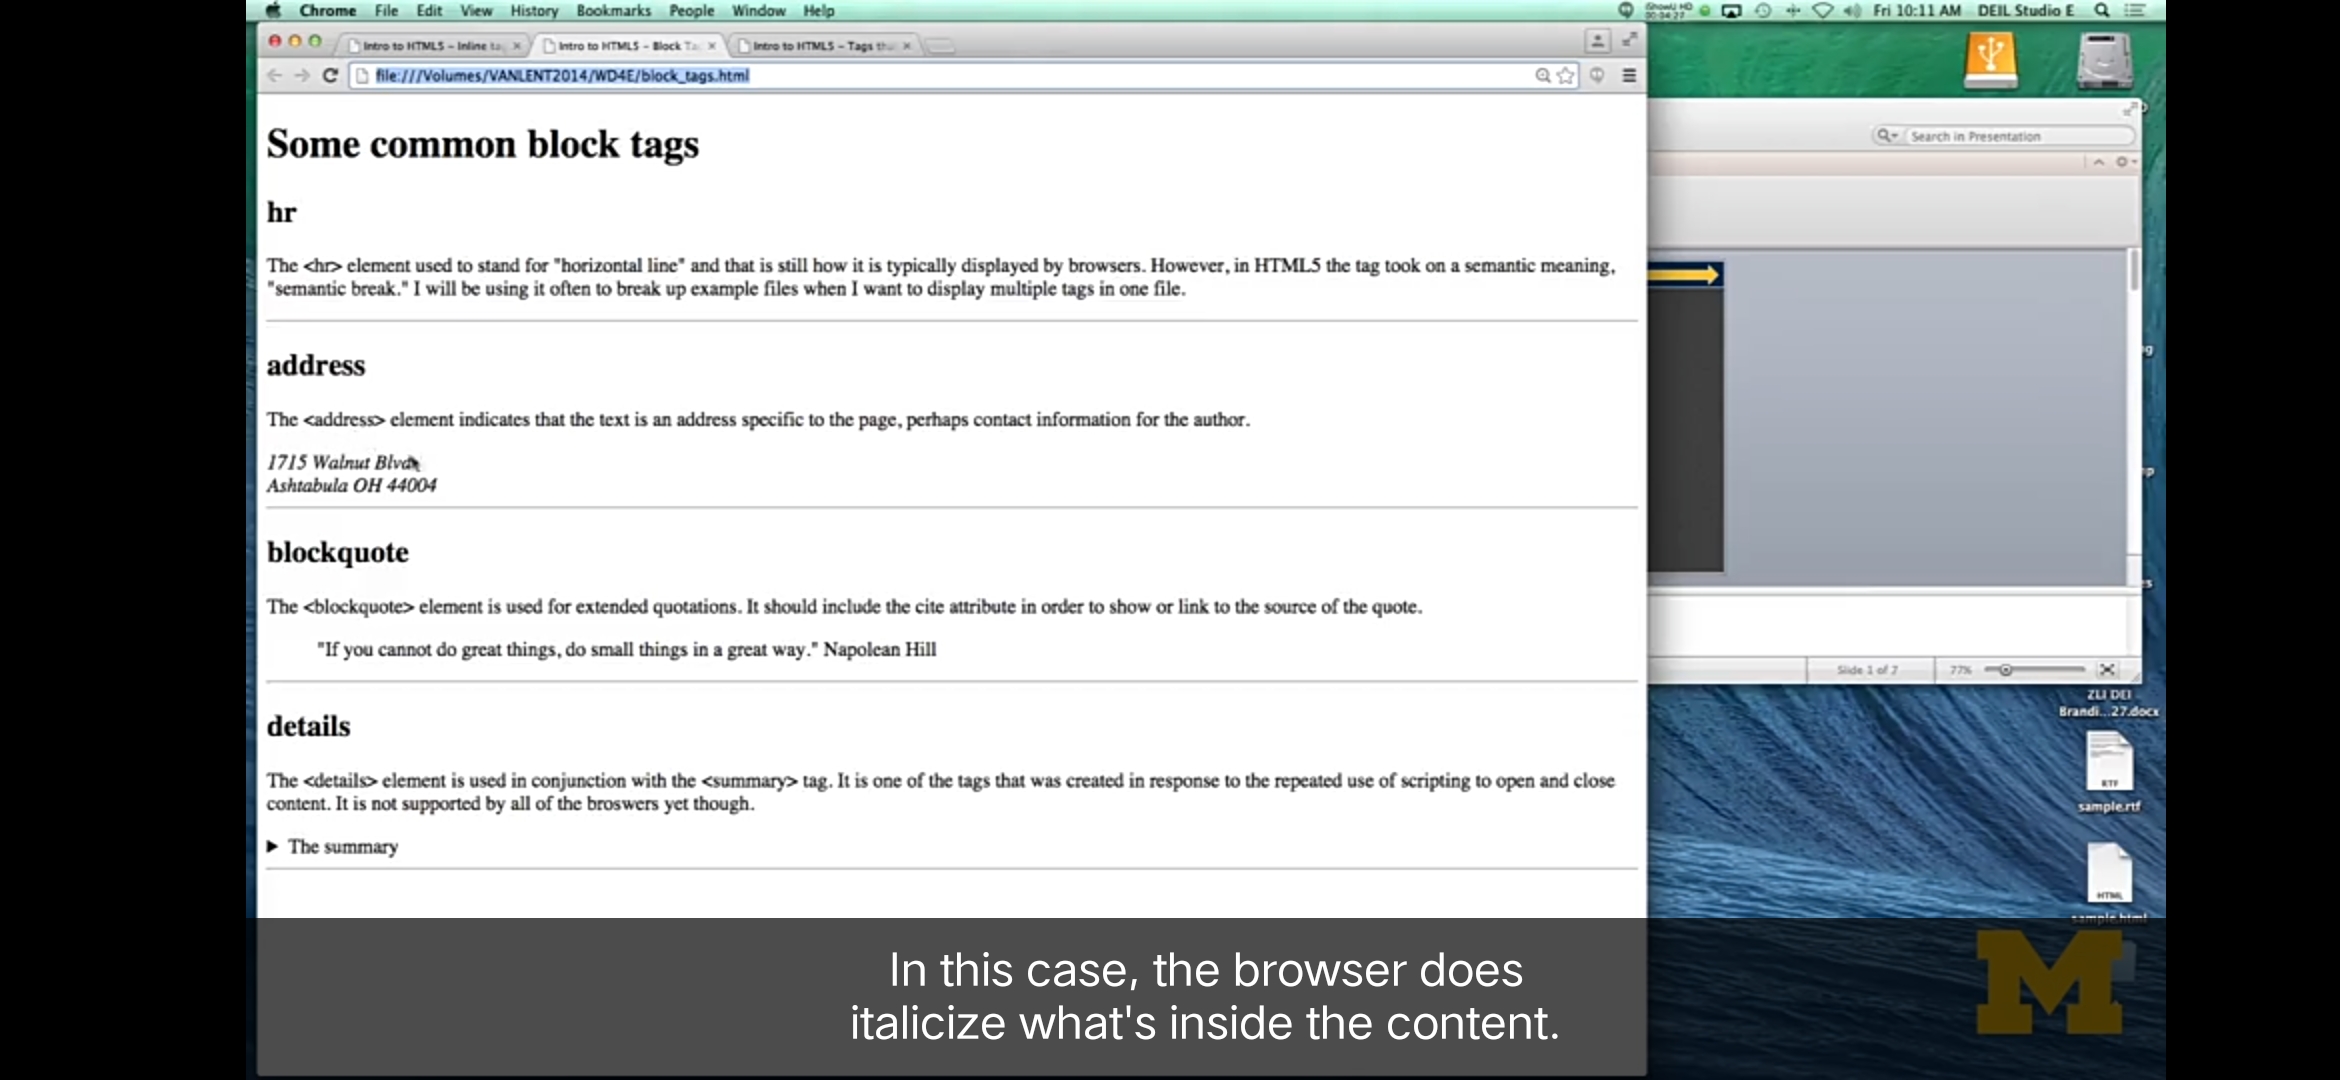 Chrome File Edit View History Bookmarks People Window Help
Fri 10:11 AM DEIL Studio E
Intro to HTML5 – Inline ta
Intro to HTML5 – Block Ta
Intro to HTML5 – Tags tha
file:///Volumes/VANLENT2014/WD4E/block_tags.html
Search in Presentation
Some common block tags
hr
The <hr> element used to stand for "horizontal line" and that is still how it is typically displayed by browsers. However, in HTML5 the tag took on a semantic meaning,
"semantic break." I will be using it often to break up example files when I want to display multiple tags in one file.
address
The <address> element indicates that the text is an address specific to the page, perhaps contact information for the author.
1715 Walnut Blvd
Ashtabula OH 44004
blockquote
The <blockquote> element is used for extended quotations. It should include the cite attribute in order to show or link to the source of the quote.
"If you cannot do great things, do small things in a great way." Napolean Hill
Slide 1 of 7
77%
ZLI DEI
Brandi...27.docx
details
The <details> element is used in conjunction with the <summary> tag. It is one of the tags that was created in response to the repeated use of scripting to open and close
content. It is not supported by all of the broswers yet though.
RTF
sample.rtf
The summary
HTML
sample.html
In this case, the browser does
italicize what's inside the content.
M